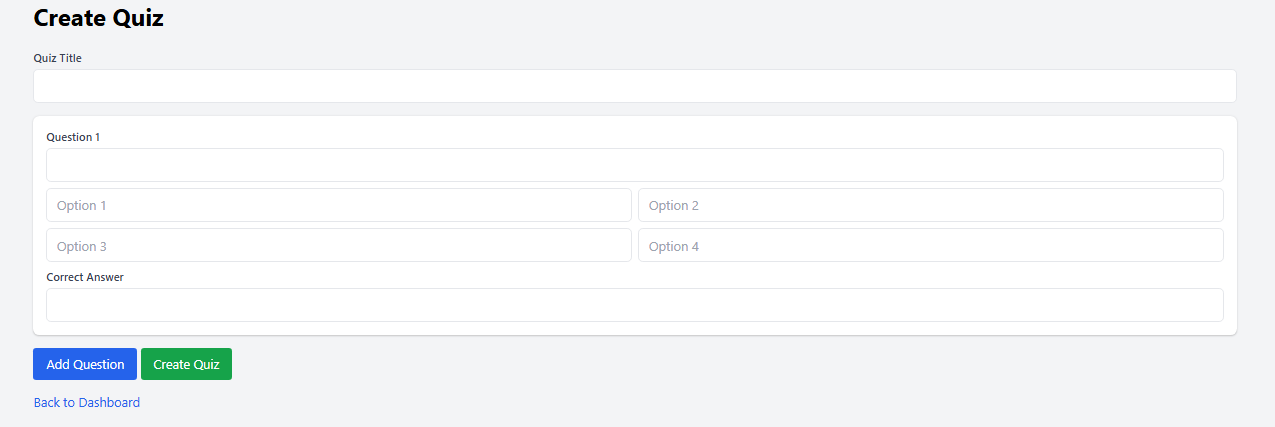 Create Quiz
Quiz Title
Question 1
Option 1 Option 2
Option 3 Option 4
Correct Answer
Add Question Create Quiz
Back to Dashboard